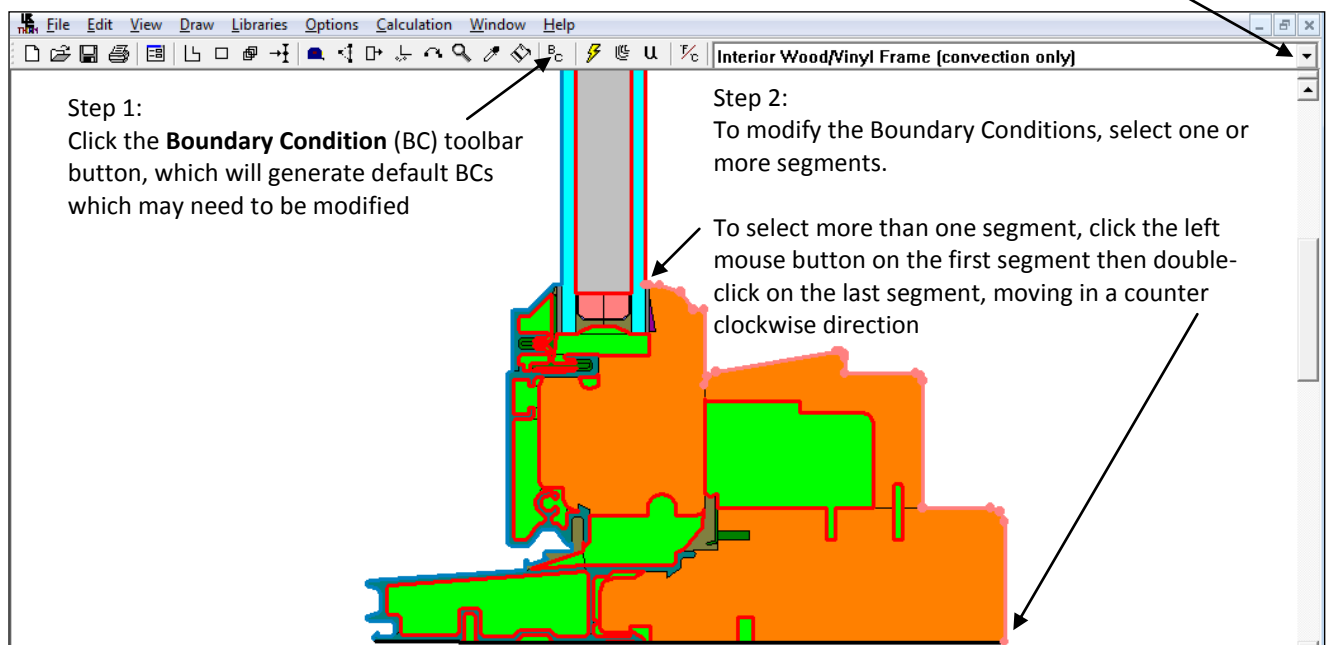 File Edit View Draw Libraries Options Calculation Window Help
BC U F/C Interior Wood/Vinyl Frame (convection only)
Step 1:
Click the Boundary Condition (BC) toolbar
button, which will generate default BCs
which may need to be modified
Step 2:
To modify the Boundary Conditions, select one or
more segments.
To select more than one segment, click the left
mouse button on the first segment then double-
click on the last segment, moving in a counter
clockwise direction